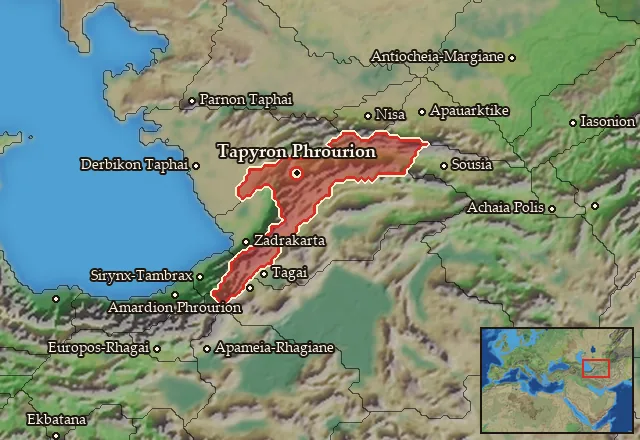 Antiocheia-Margiane
Parnon Taphai
Nisa
Apauarktike
Iasonion
Tapyron Phrourion
Derbikon Taphai
Sousia
Achaia Polis
Zadrakarta
Sirynx-Tambrax
Tagai
Amardion Phrourion
Europos-Rhagai
Apameia-Rhagiane
Ekbatana